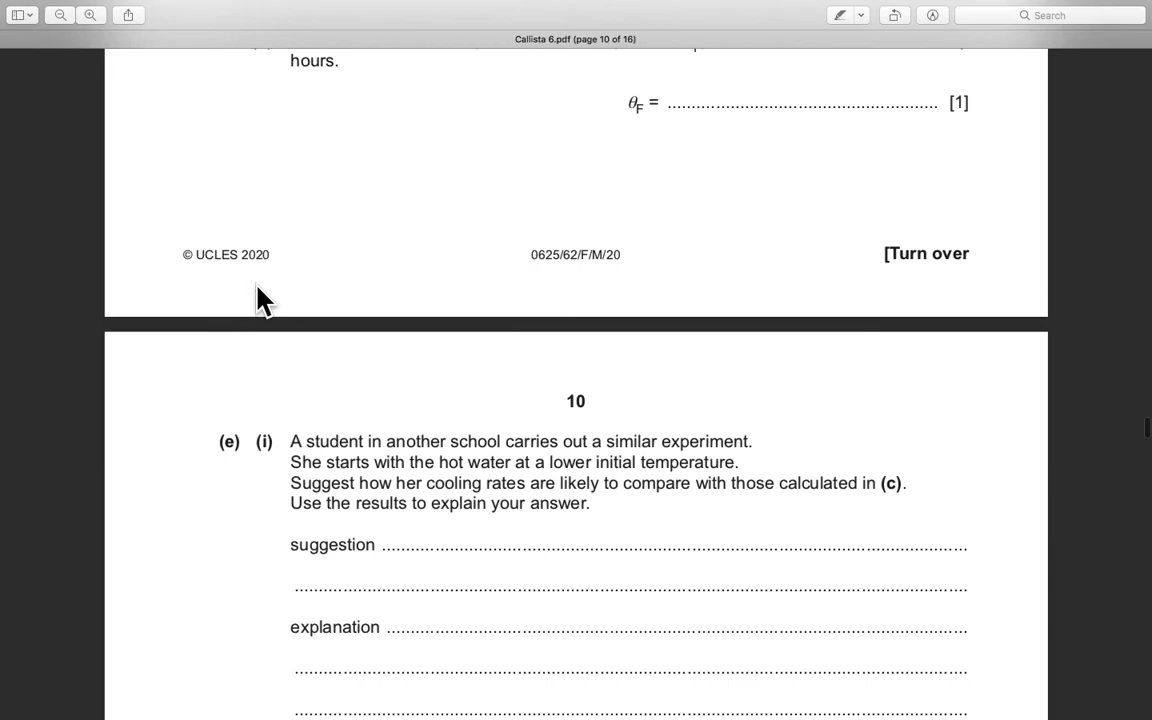 Search
Callista 6.pdf (page 10 of 16)
hours.
θF = ........................................................ [1]
© UCLES 2020
0625/62/F/M/20
[Turn over
10
(e) (i) A student in another school carries out a similar experiment.
She starts with the hot water at a lower initial temperature.
Suggest how her cooling rates are likely to compare with those calculated in (c).
Use the results to explain your answer.
suggestion ..........................................................................................................................
............................................................................................................................................
explanation .........................................................................................................................
............................................................................................................................................
............................................................................................................................................